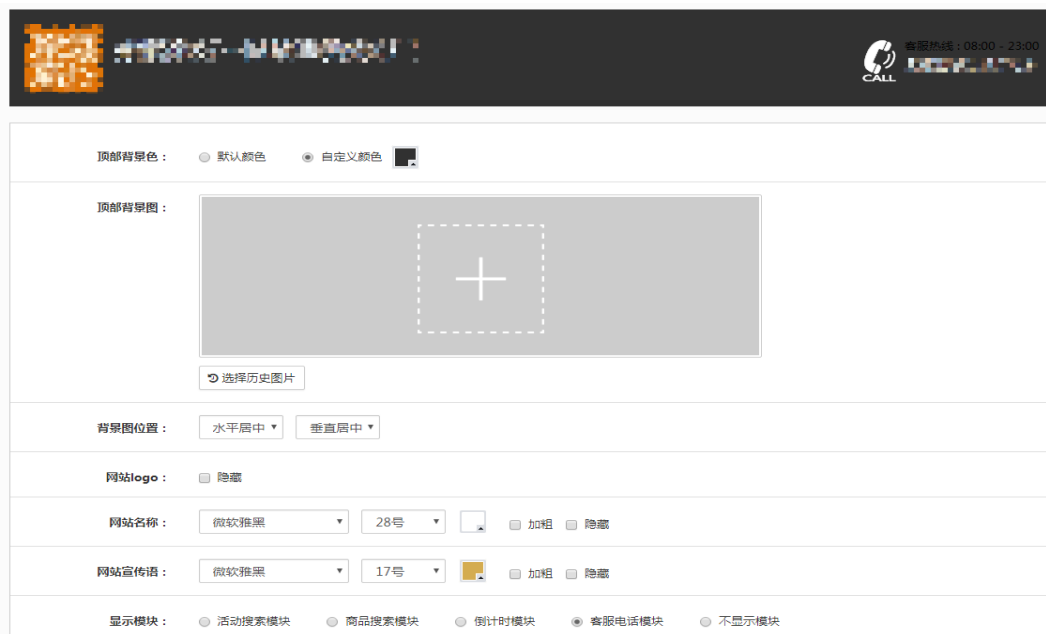 客服热线：08:00 - 23:00
CALL
顶部背景色： 默认颜色 自定义颜色
顶部背景图：
选择历史图片
背景图位置： 水平居中 垂直居中
网站logo： 隐藏
网站名称： 微软雅黑 28号 加粗 隐藏
网站宣传语： 微软雅黑 17号 加粗 隐藏
显示模块： 活动搜索模块 商品搜索模块 倒计时模块 客服电话模块 不显示模块